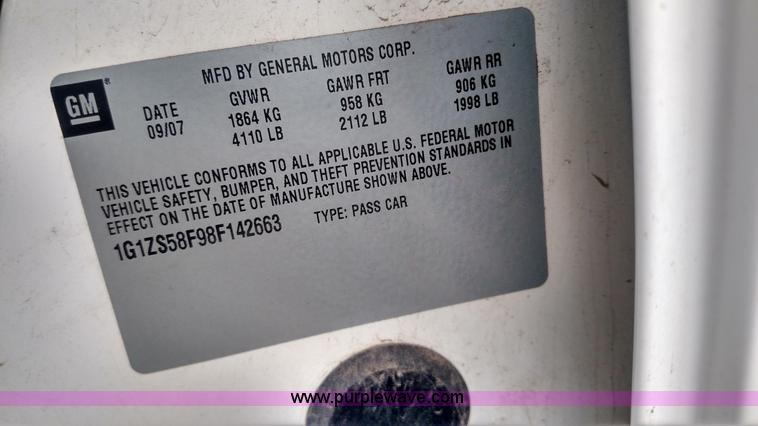 MFD BY GENERAL MOTORS CORP.
GM®
DATE GVWR GAWR FRT GAWR RR
09/07 1864 KG 958 KG 906 KG
4110 LB 2112 LB 1998 LB
THIS VEHICLE CONFORMS TO ALL APPLICABLE U.S. FEDERAL MOTOR
VEHICLE SAFETY, BUMPER, AND THEFT PREVENTION STANDARDS IN
EFFECT ON THE DATE OF MANUFACTURE SHOWN ABOVE.
1G1ZS58F98F142663 TYPE: PASS CAR
www.purplewave.com